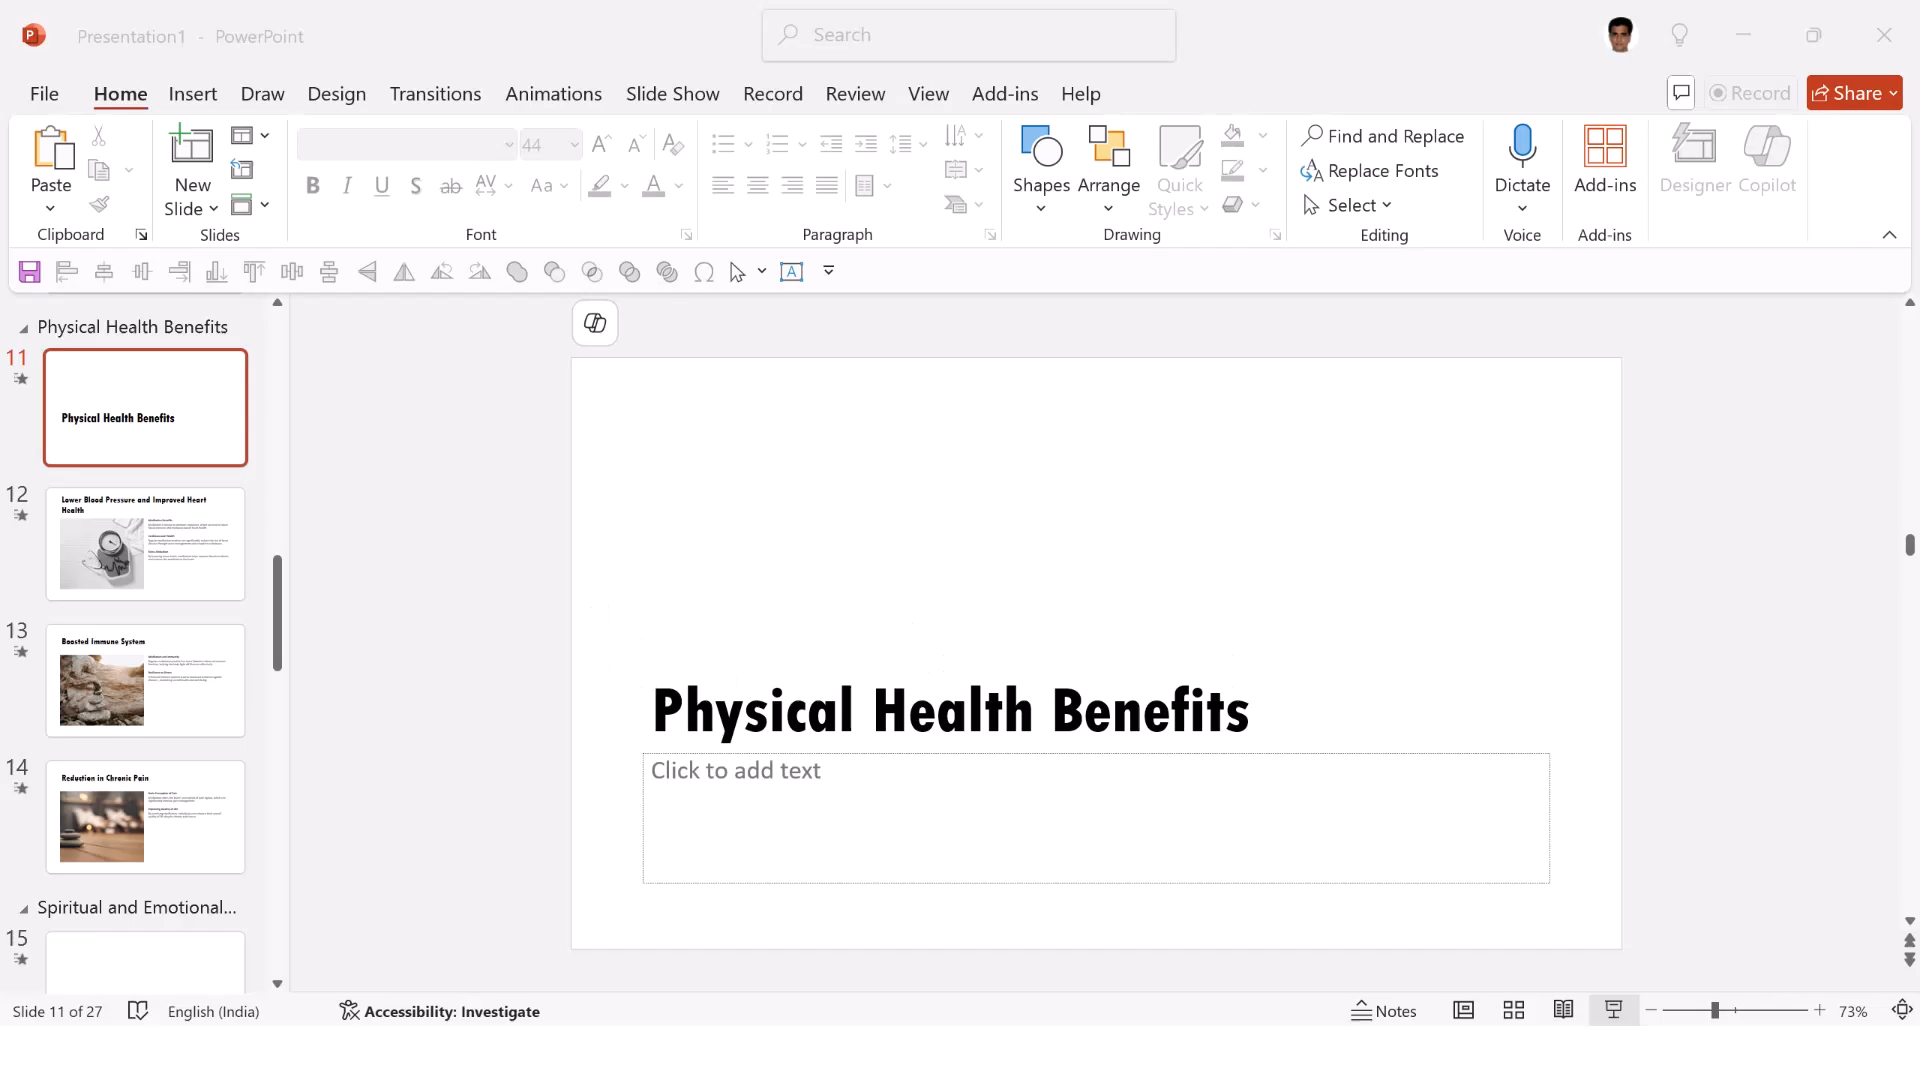 Presentation1 - PowerPoint
Search
File Home Insert Draw Design Transitions Animations Slide Show Record Review View Add-ins Help
Record
Share
Paste
New
Slide
44
Shapes
Arrange
Quick
Styles
Find and Replace
Replace Fonts
Select
Dictate
Add-ins
Designer
Copilot
Clipboard
Slides
Font
Paragraph
Drawing
Editing
Voice
Add-ins
Physical Health Benefits
11
Physical Health Benefits
12
Lower Blood Pressure and Improved Heart
Health
13
Boosted Immune System
14
Reduction in Chronic Pain
Spiritual and Emotional...
15
Physical Health Benefits
Click to add text
Slide 11 of 27
English (India)
Accessibility: Investigate
Notes
73%